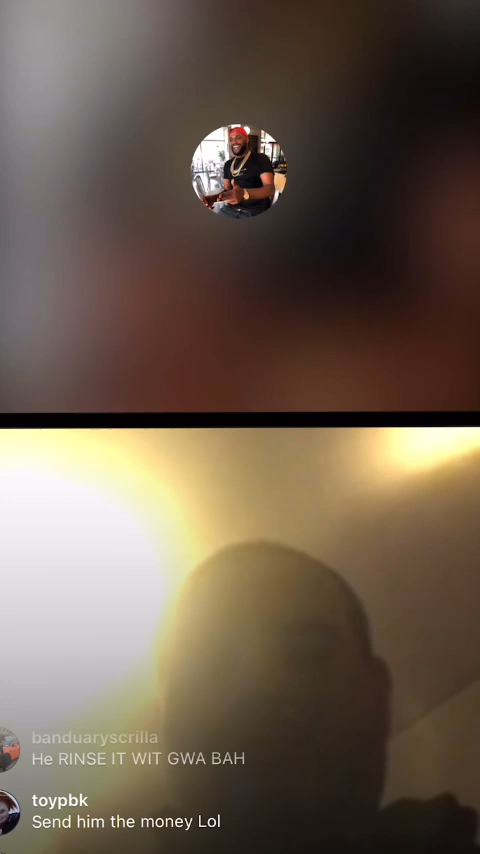 banduaryscrilla
He RINSE IT WIT GWA BAH
toypbk
Send him the money Lol